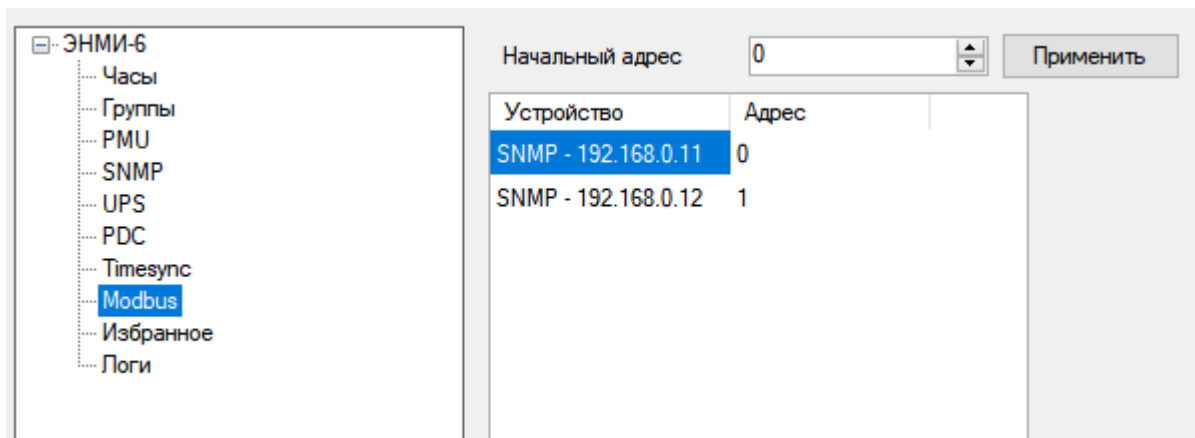 ЭНМИ-6
Часы
Группы
PMU
SNMP
UPS
PDC
Timesync
Modbus
Избранное
Логи
Начальный адрес 0 Применить
Устройство Адрес
SNMP - 192.168.0.11 0
SNMP - 192.168.0.12 1